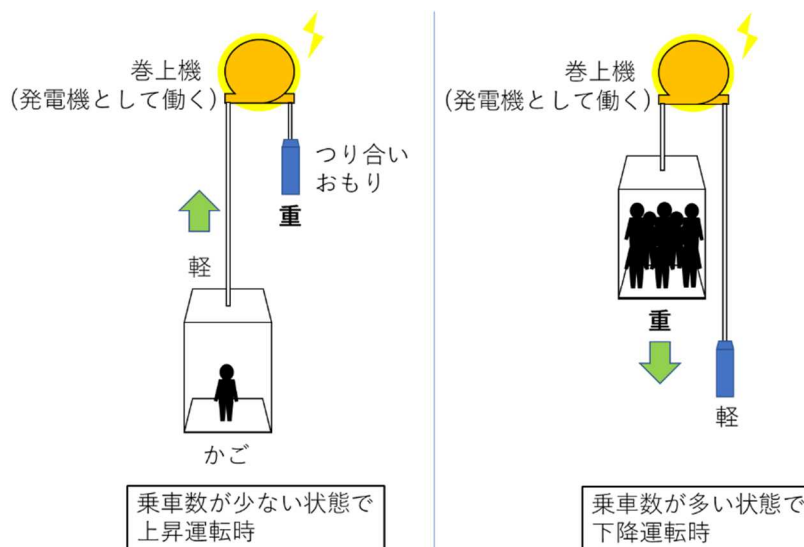 巻上機
(発電機として働く)
つり合い
おもり
重
軽
かご
乗車数が少ない状態で
上昇運転時
巻上機
(発電機として働く)
重
軽
乗車数が多い状態で
下降運転時